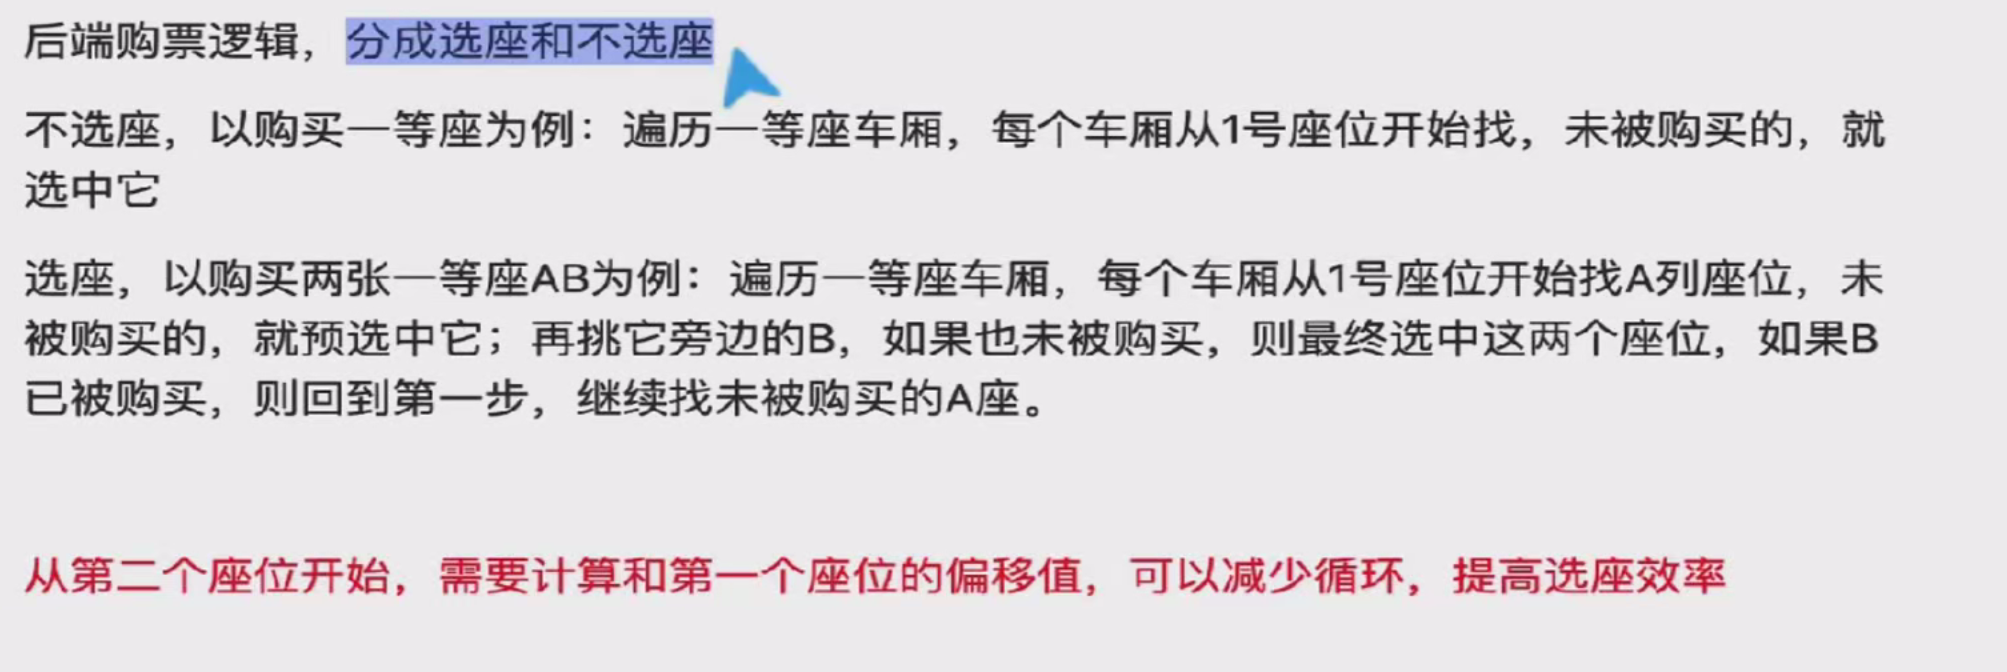 后端购票逻辑，分成选座和不选座
不选座，以购买一等座为例：遍历一等座车厢，每个车厢从1号座位开始找，未被购买的，就
选中它
选座，以购买两张一等座AB为例：遍历一等座车厢，每个车厢从1号座位开始找A列座位，未
被购买的，就预选中它；再挑它旁边的B，如果也未被购买，则最终选中这两个座位，如果B
已被购买，则回到第一步，继续找未被购买的A座。
从第二个座位开始，需要计算和第一个座位的偏移值，可以减少循环，提高选座效率